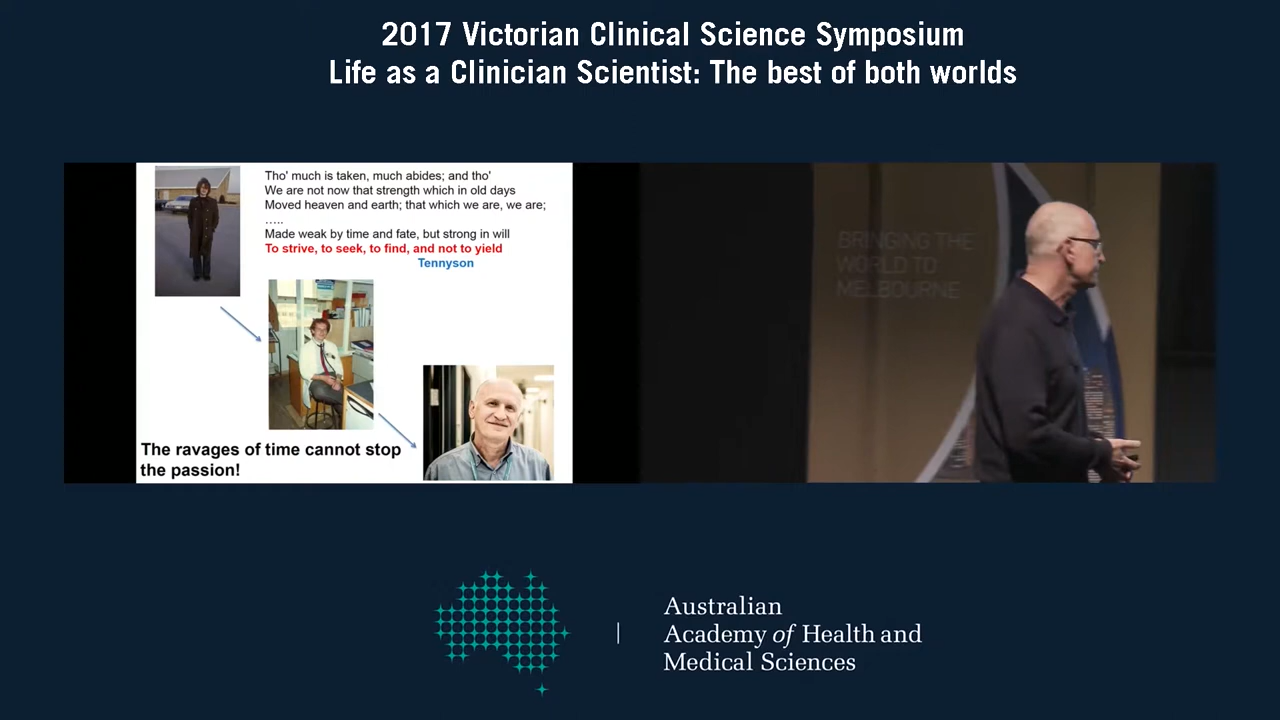 2017 Victorian Clinical Science Symposium
Life as a Clinician Scientist: The best of both worlds
Tho' much is taken, much abides; and tho'
We are not now that strength which in old days
Moved heaven and earth; that which we are, we are;
…..
Made weak by time and fate, but strong in will
To strive, to seek, to find, and not to yield
Tennyson
The ravages of time cannot stop
the passion!
BRINGING THE
WORLD TO
MELBOURNE
Australian
Academy of Health and
Medical Sciences